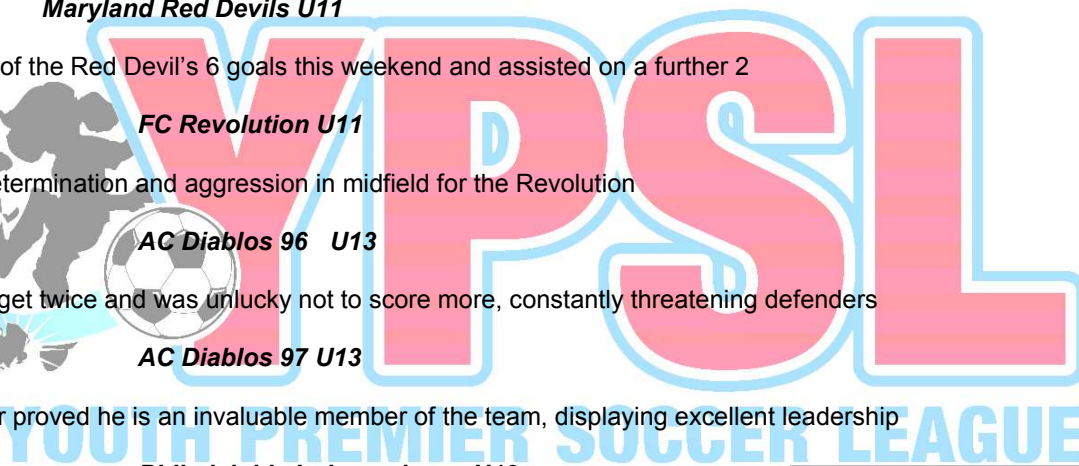 Maryland Red Devils U11
of the Red Devil's 6 goals this weekend and assisted on a further 2
FC Revolution U11
determination and aggression in midfield for the Revolution
AC Diablos 96 U13
get twice and was unlucky not to score more, constantly threatening defenders
AC Diablos 97 U13
proved he is an invaluable member of the team, displaying excellent leadership
YPSL
YOUTH PREMIER SOCCER LEAGUE